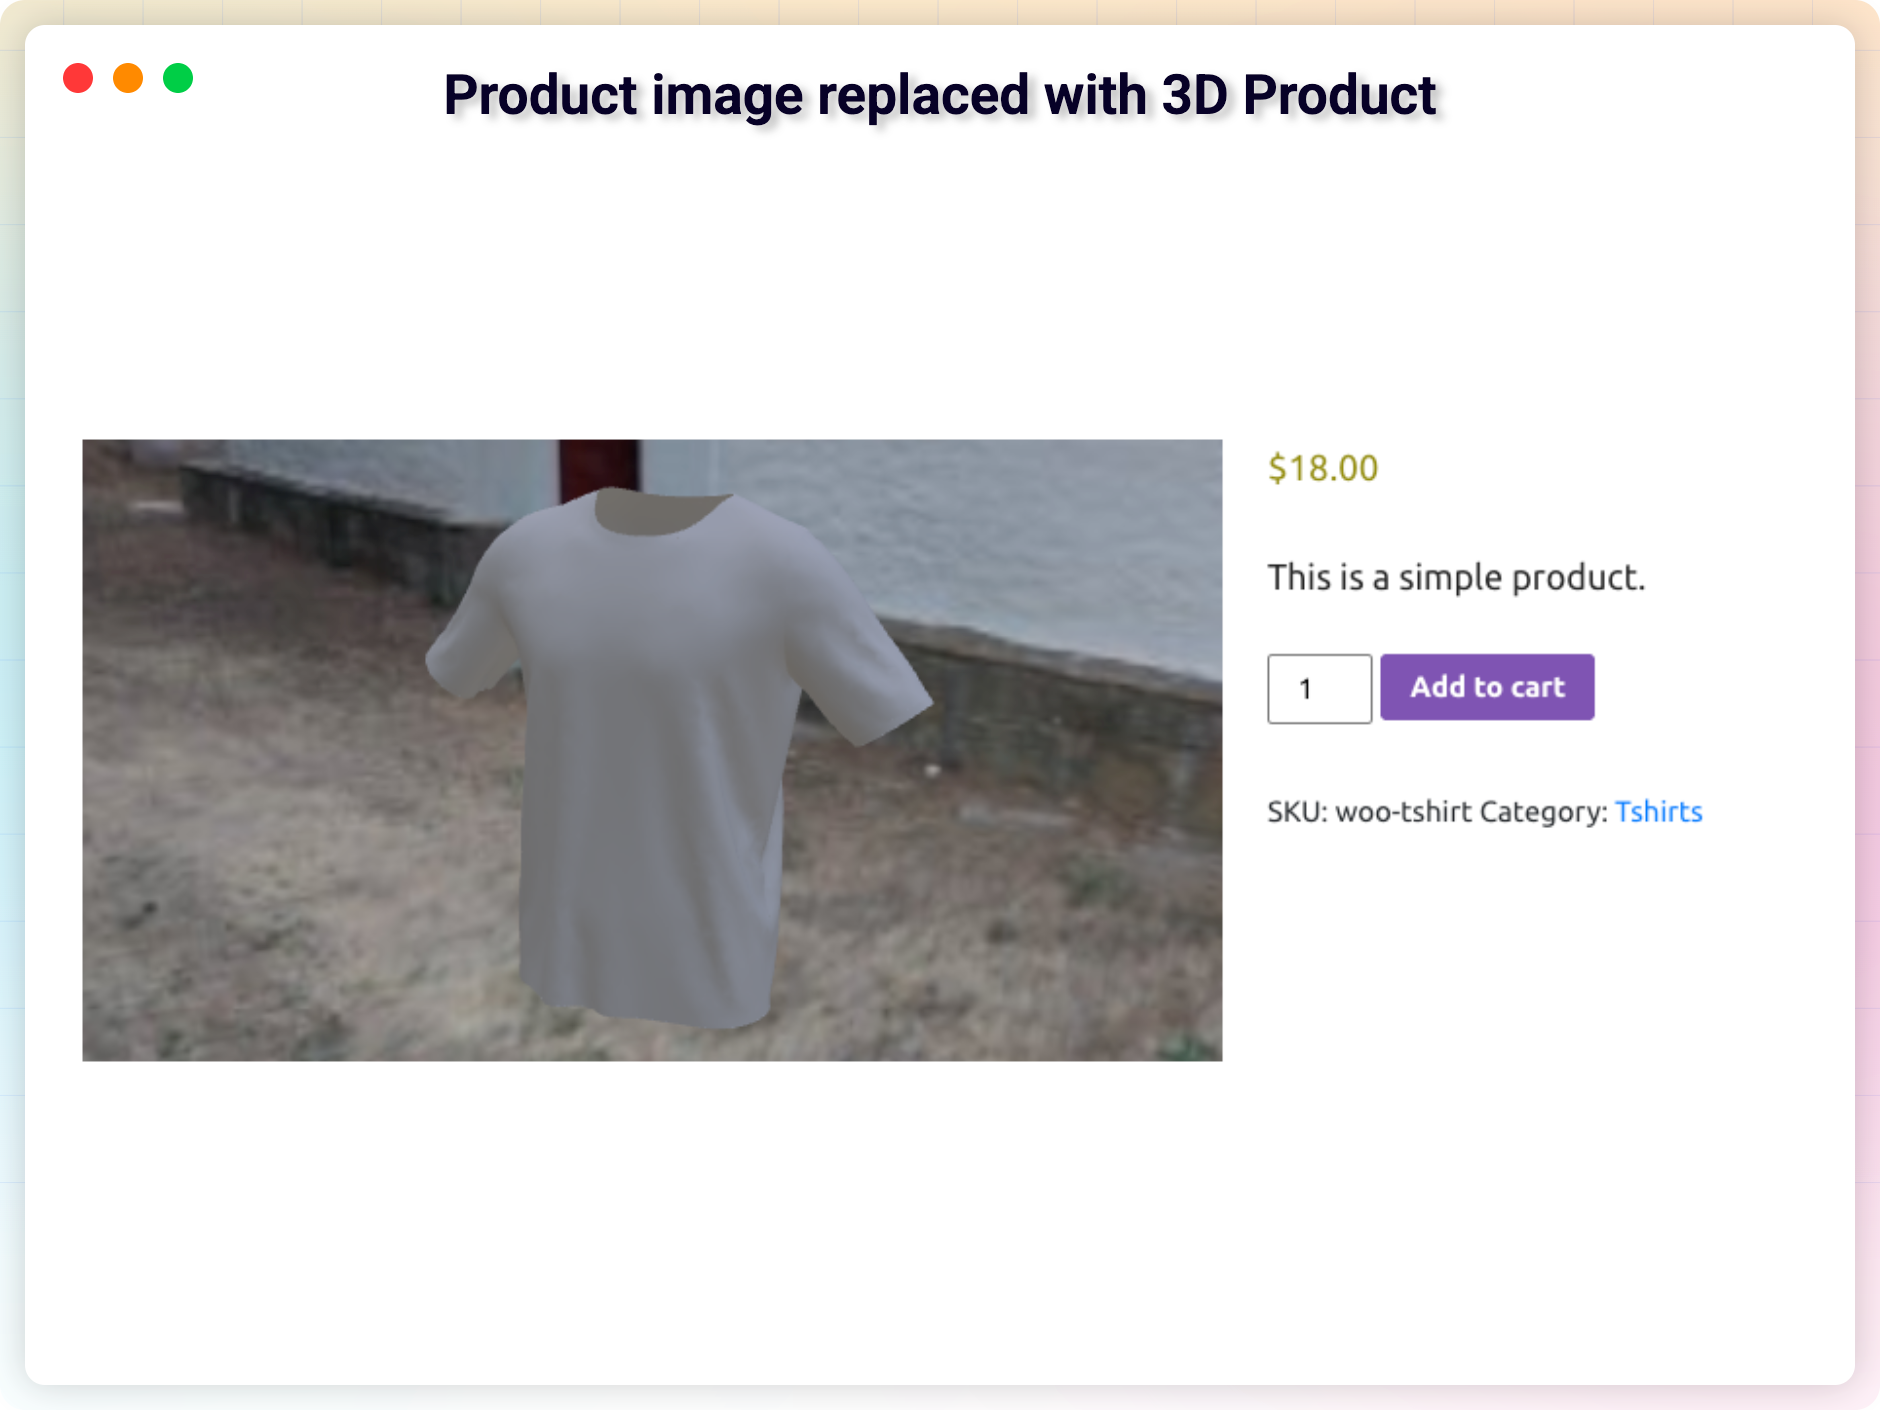 Product image replaced with 3D Product
$18.00
This is a simple product.
1 Add to cart
SKU: woo-tshirt Category: Tshirts